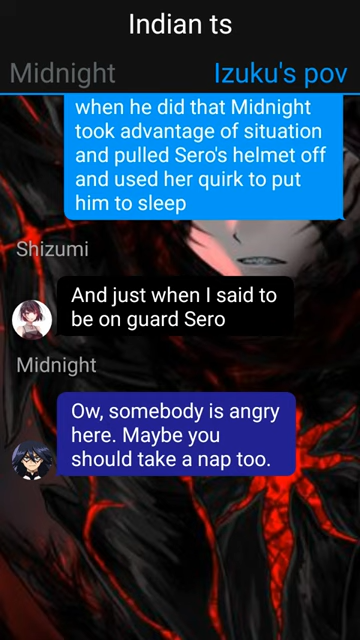 Indian ts
Midnight
Izuku's pov
when he did that Midnight
took advantage of situation
and pulled Sero's helmet off
and used her quirk to put
him to sleep
Shizumi
And just when I said to
be on guard Sero
Midnight
Ow, somebody is angry
here. Maybe you
should take a nap too.